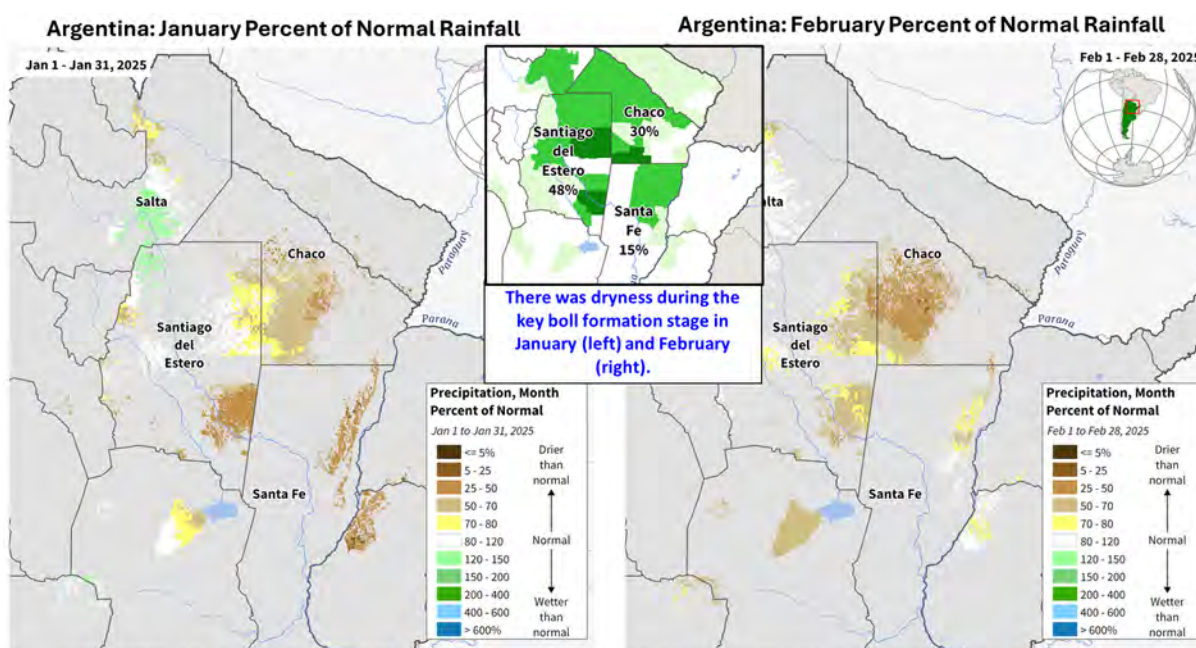 Argentina: January Percent of Normal Rainfall
Argentina: February Percent of Normal Rainfall
Jan 1 - Jan 31, 2025
Salta
Chaco
Santiago
del
Estero
Santa Fe
Paraguay
Parana
Precipitation, Month
Percent of Normal
Jan 1 to Jan 31, 2025
<= 5%
5 - 25
25 - 50
50 - 70
70 - 80
80 - 120
120 - 150
150 - 200
200 - 400
400 - 600
> 600%
Drier
than
normal
Normal
Wetter
than
normal
Chaco
30%
Santiago
del
Estero
48%
Santa
Fe
15%
There was dryness during the
key boll formation stage in
January (left) and February
(right).
Feb 1 - Feb 28, 2025
lta
Chaco
Santiago
del
Estero
Santa Fe
Paraguay
Parana
Precipitation, Month
Percent of Normal
Feb 1 to Feb 28, 2025
<= 5%
5 - 25
25 - 50
50 - 70
70 - 80
80 - 120
120 - 150
150 - 200
200 - 400
400 - 600
> 600%
Drier
than
normal
Normal
Wetter
than
normal